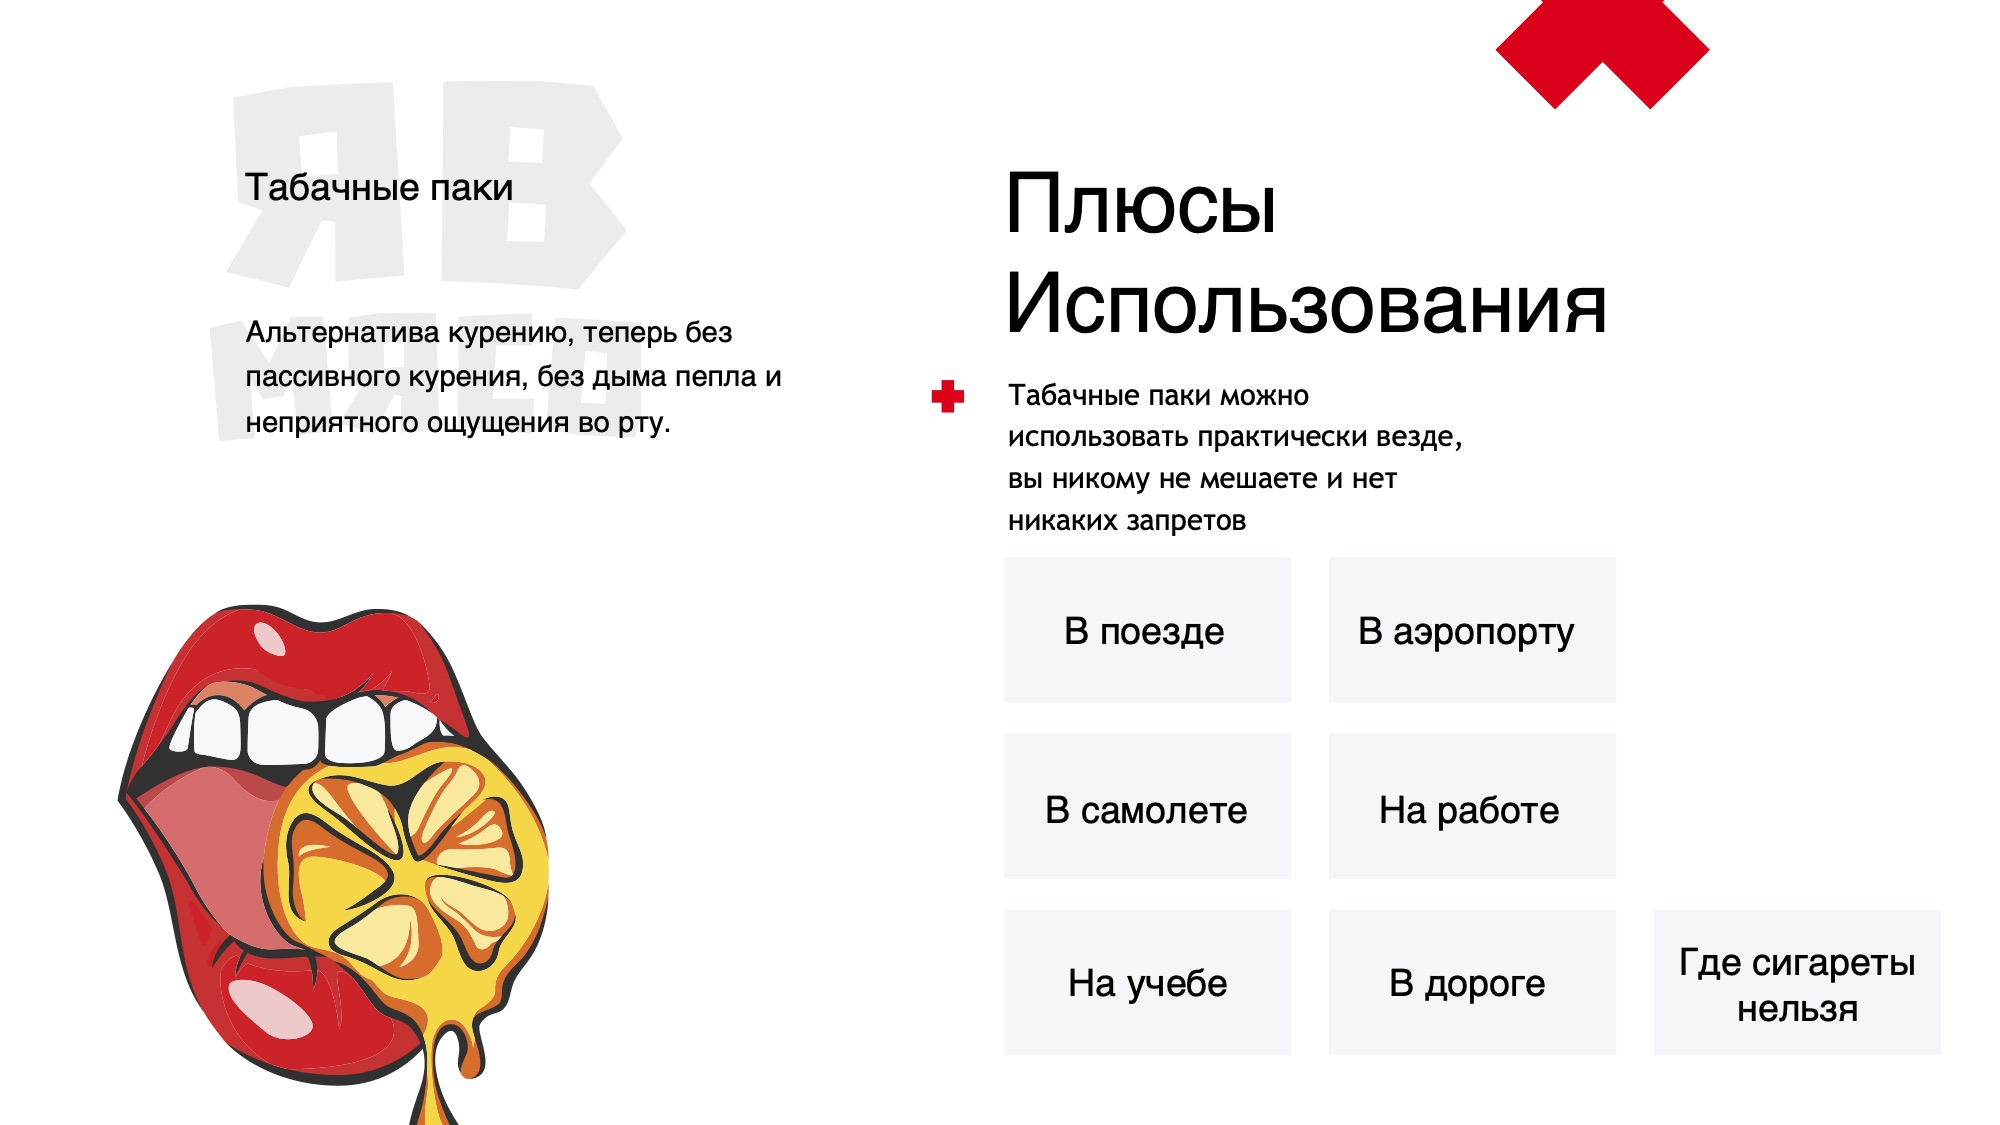 ЯВ
МЯСО
Табачные паки
Альтернатива курению, теперь без
пассивного курения, без дыма пепла и
неприятного ощущения во рту.
Плюсы
Использования
Табачные паки можно
использовать практически везде,
вы никому не мешаете и нет
никаких запретов
В поезде
В аэропорту
В самолете
На работе
На учебе
В дороге
Где сигареты
нельзя